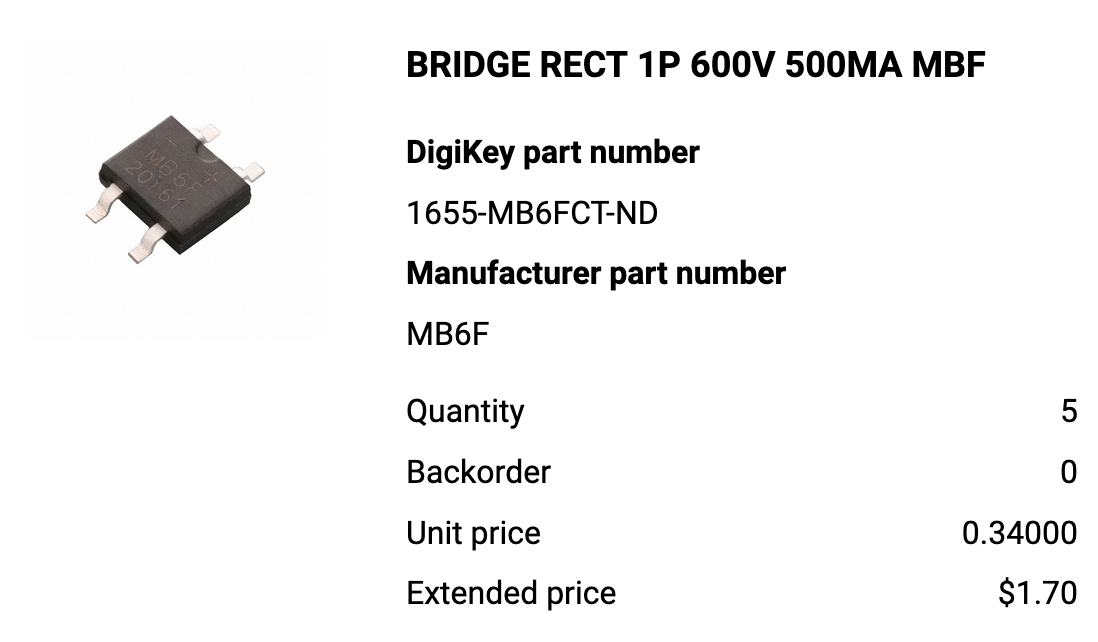 BRIDGE RECT 1P 600V 500MA MBF
DigiKey part number
1655-MB6FCT-ND
Manufacturer part number
MB6F
Quantity 5
Backorder 0
Unit price 0.34000
Extended price $1.70
- +
20161